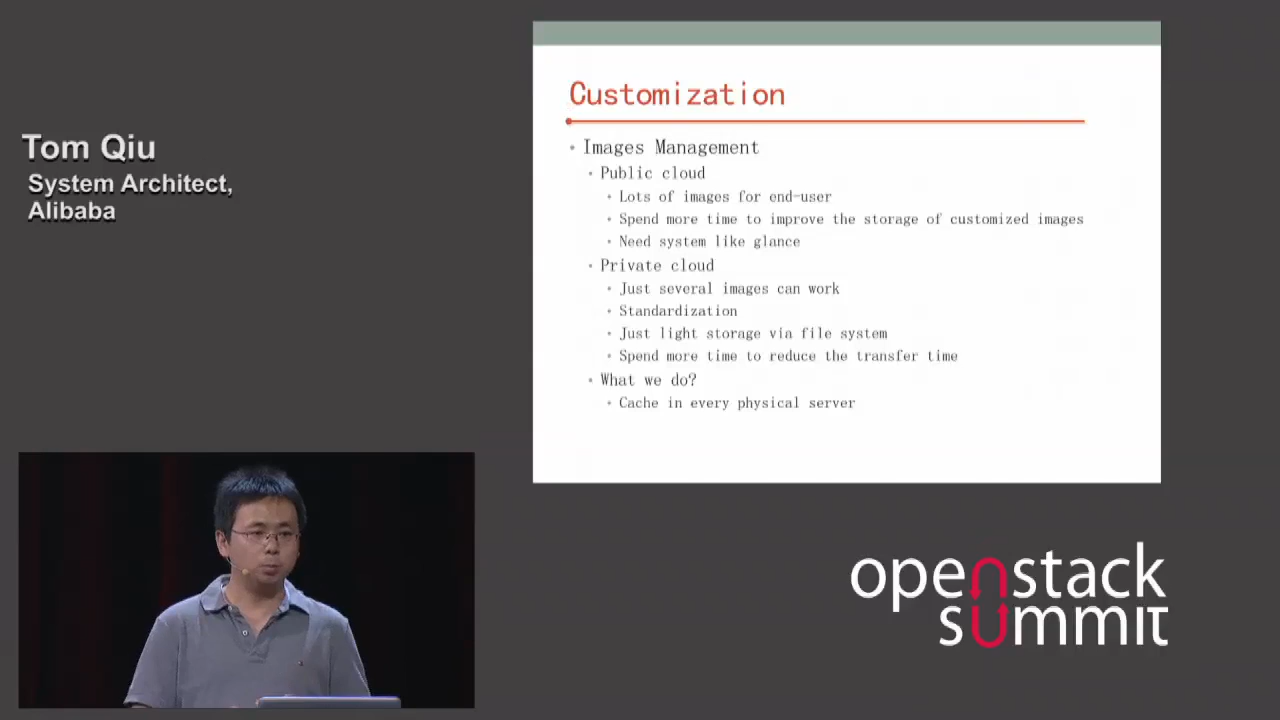 Tom Qiu
System Architect,
Alibaba
Customization
Images Management
Public cloud
Lots of images for end-user
Spend more time to improve the storage of customized images
Need system like glance
Private cloud
Just several images can work
Standardization
Just light storage via file system
Spend more time to reduce the transfer time
What we do?
Cache in every physical server
openstack
summit